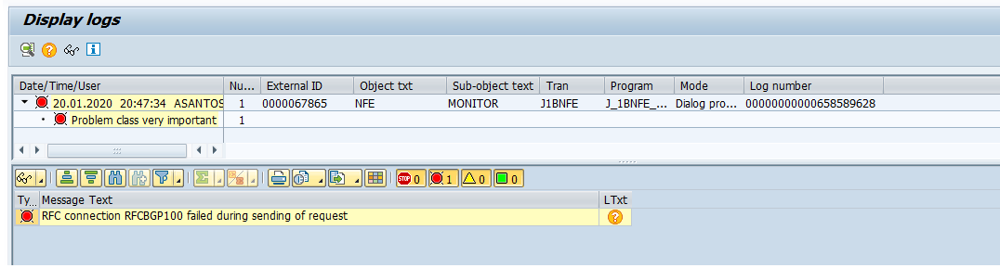 Display logs
Date/Time/User Nu... External ID Object txt Sub-object text Tran Program Mode Log number
20.01.2020 20:47:34 ASANTOS 1 0000067865 NFE MONITOR J1BNFE J_1BNFE_... Dialog pro... 00000000000658589628
Problem class very important 1
STOP 0 1 0 0
Ty... Message Text LTxt
RFC connection RFCBGP100 failed during sending of request